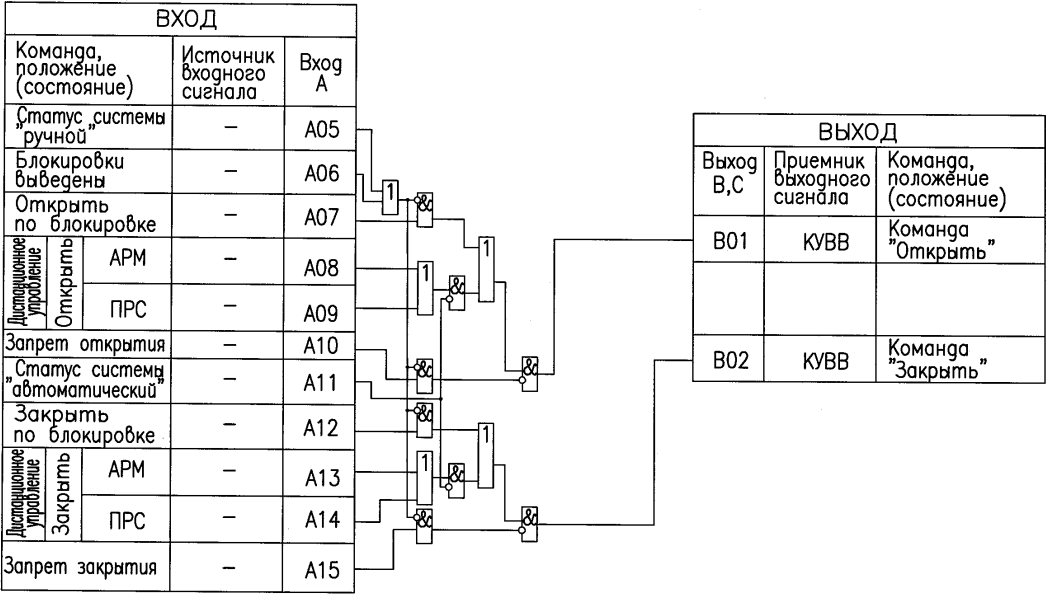 ВХОД
Команда,
положение
(состояние)
Источник
входного
сигнала
Вход
А
Статус системы
"ручной"
–
А05
Блокировки
выведены
–
А06
Открыть
по блокировке
–
А07
Дистанционное
управление
Открыть
АРМ
–
А08
ПРС
–
А09
Запрет открытия
–
А10
Статус системы
"автоматический"
–
А11
Закрыть
по блокировке
–
А12
Дистанционное
управление
Закрыть
АРМ
–
А13
ПРС
–
А14
Запрет закрытия
–
А15
1
&
1
1
&
&
&
&
1
1
&
&
&
ВЫХОД
Выход
В,С
Приемник
выходного
сигнала
Команда,
положение
(состояние)
В01
КУВВ
Команда
"Открыть"
В02
КУВВ
Команда
"Закрыть"